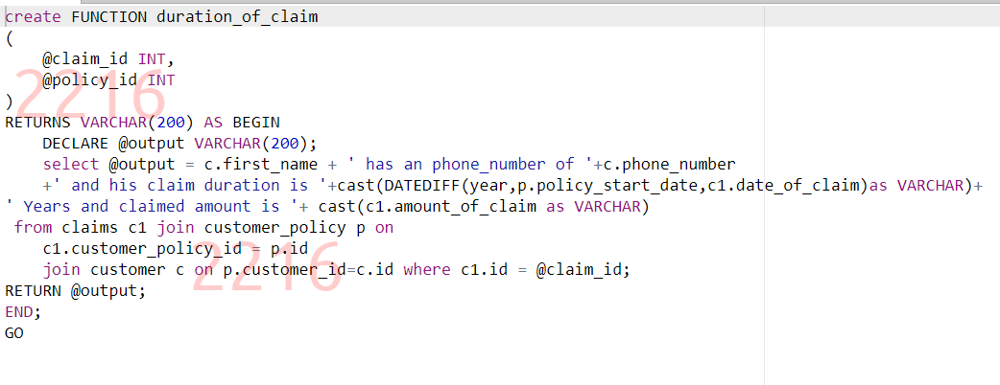 create FUNCTION duration_of_claim
(
    @claim_id INT,
    @policy_id INT
)
2216
RETURNS VARCHAR(200) AS BEGIN
    DECLARE @output VARCHAR(200);
    select @output = c.first_name + ' has an phone_number of '+c.phone_number
    +' and his claim duration is '+cast(DATEDIFF(year,p.policy_start_date,c1.date_of_claim)as VARCHAR)+
' Years and claimed amount is '+ cast(c1.amount_of_claim as VARCHAR)
 from claims c1 join customer_policy p on
    c1.customer_policy_id = p.id
2216
    join customer c on p.customer_id=c.id where c1.id = @claim_id;
RETURN @output;
END;
GO